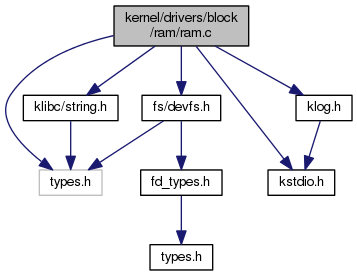 kernel/drivers/block
/ram/ram.c
klibc/string.h
fs/devfs.h
klog.h
types.h
fd_types.h
kstdio.h
types.h